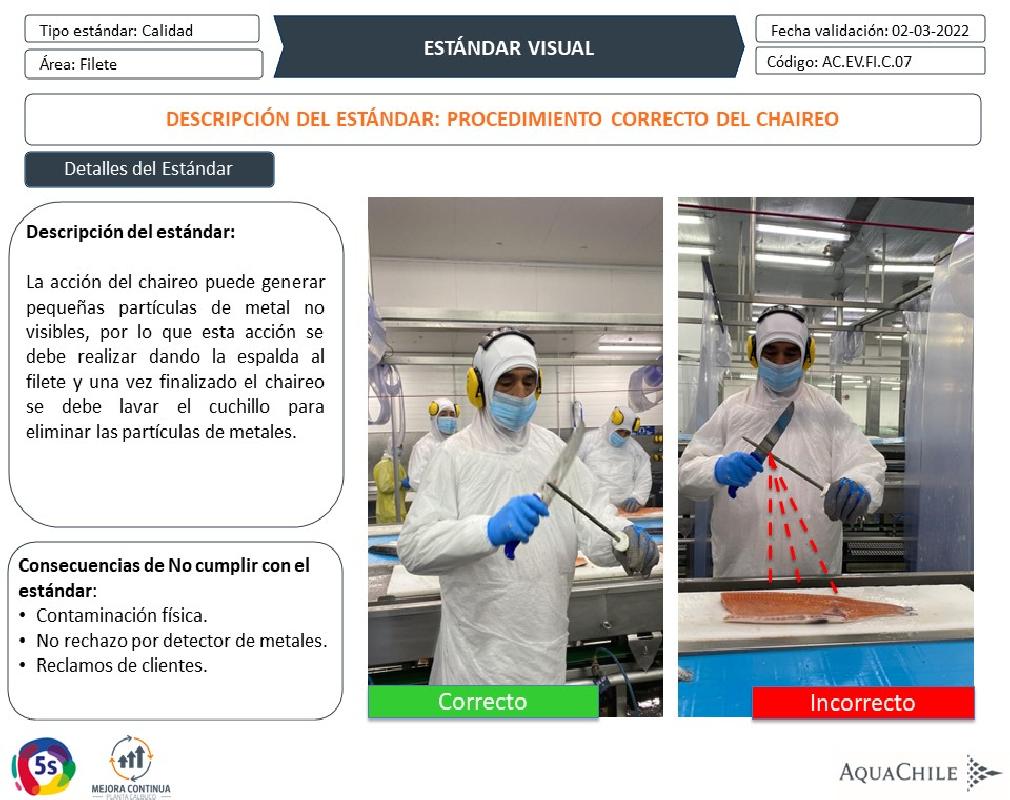 Tipo estándar: Calidad
Área: Filete
ESTÁNDAR VISUAL
Fecha validación: 02-03-2022
Código: AC.EV.FI.C.07
DESCRIPCIÓN DEL ESTÁNDAR: PROCEDIMIENTO CORRECTO DEL CHAIREO
Detalles del Estándar
Descripción del estándar:
La acción del chaireo puede generar
pequeñas partículas de metal no
visibles, por lo que esta acción se
debe realizar dando la espalda al
filete y una vez finalizado el chaireo
se debe lavar el cuchillo para
eliminar las partículas de metales.
Consecuencias de No cumplir con el
estándar:
• Contaminación física.
• No rechazo por detector de metales.
• Reclamos de clientes.
Correcto
Incorrecto
5s
MEJORA CONTINUA
PLANTA CALBUCO
AQUACHILE